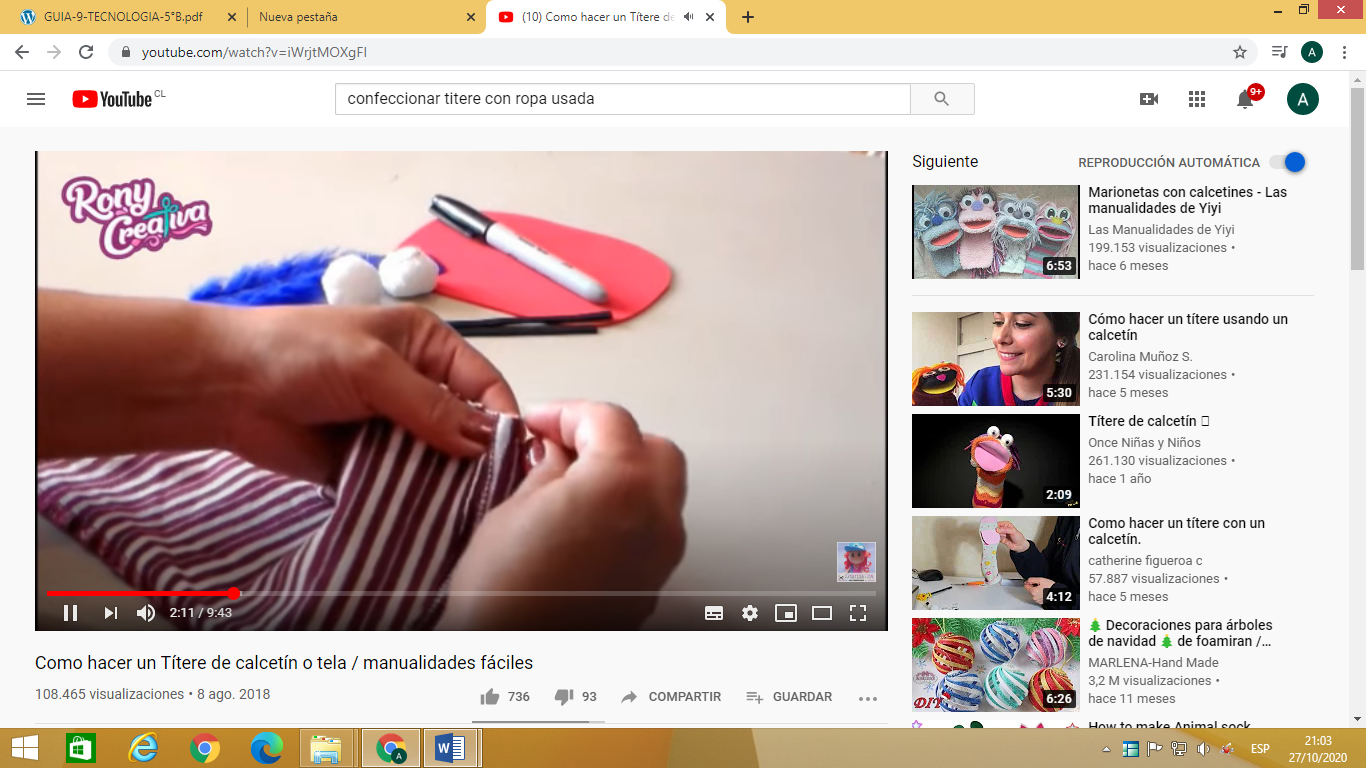 GUIA-9-TECNOLOGIA-5°B.pdf
Nueva pestaña
(10) Como hacer un Títere de
youtube.com/watch?v=iWrjtMOXgFI
A
YouTube CL
confeccionar titere con ropa usada
9+
A
Rony
Creativa
2:11 / 9:43
Como hacer un Títere de calcetín o tela / manualidades fáciles
108.465 visualizaciones • 8 ago. 2018
736
93
COMPARTIR
GUARDAR
Siguiente
REPRODUCCIÓN AUTOMÁTICA
6:53
Marionetas con calcetines - Las
manualidades de Yiyi
Las Manualidades de Yiyi
199.153 visualizaciones •
hace 6 meses
5:30
Cómo hacer un títere usando un
calcetín
Carolina Muñoz S.
231.154 visualizaciones •
hace 5 meses
2:09
Títere de calcetín
Once Niñas y Niños
261.130 visualizaciones •
hace 1 año
4:12
Como hacer un títere con un
calcetín.
catherine figueroa c
57.887 visualizaciones •
hace 5 meses
DIY
6:26
🎄 Decoraciones para árboles
de navidad 🎄 de foamiran /...
MARLENA-Hand Made
3,2 M visualizaciones •
hace 11 meses
How to make Animal sock
A
W
ESP
21:03
27/10/2020